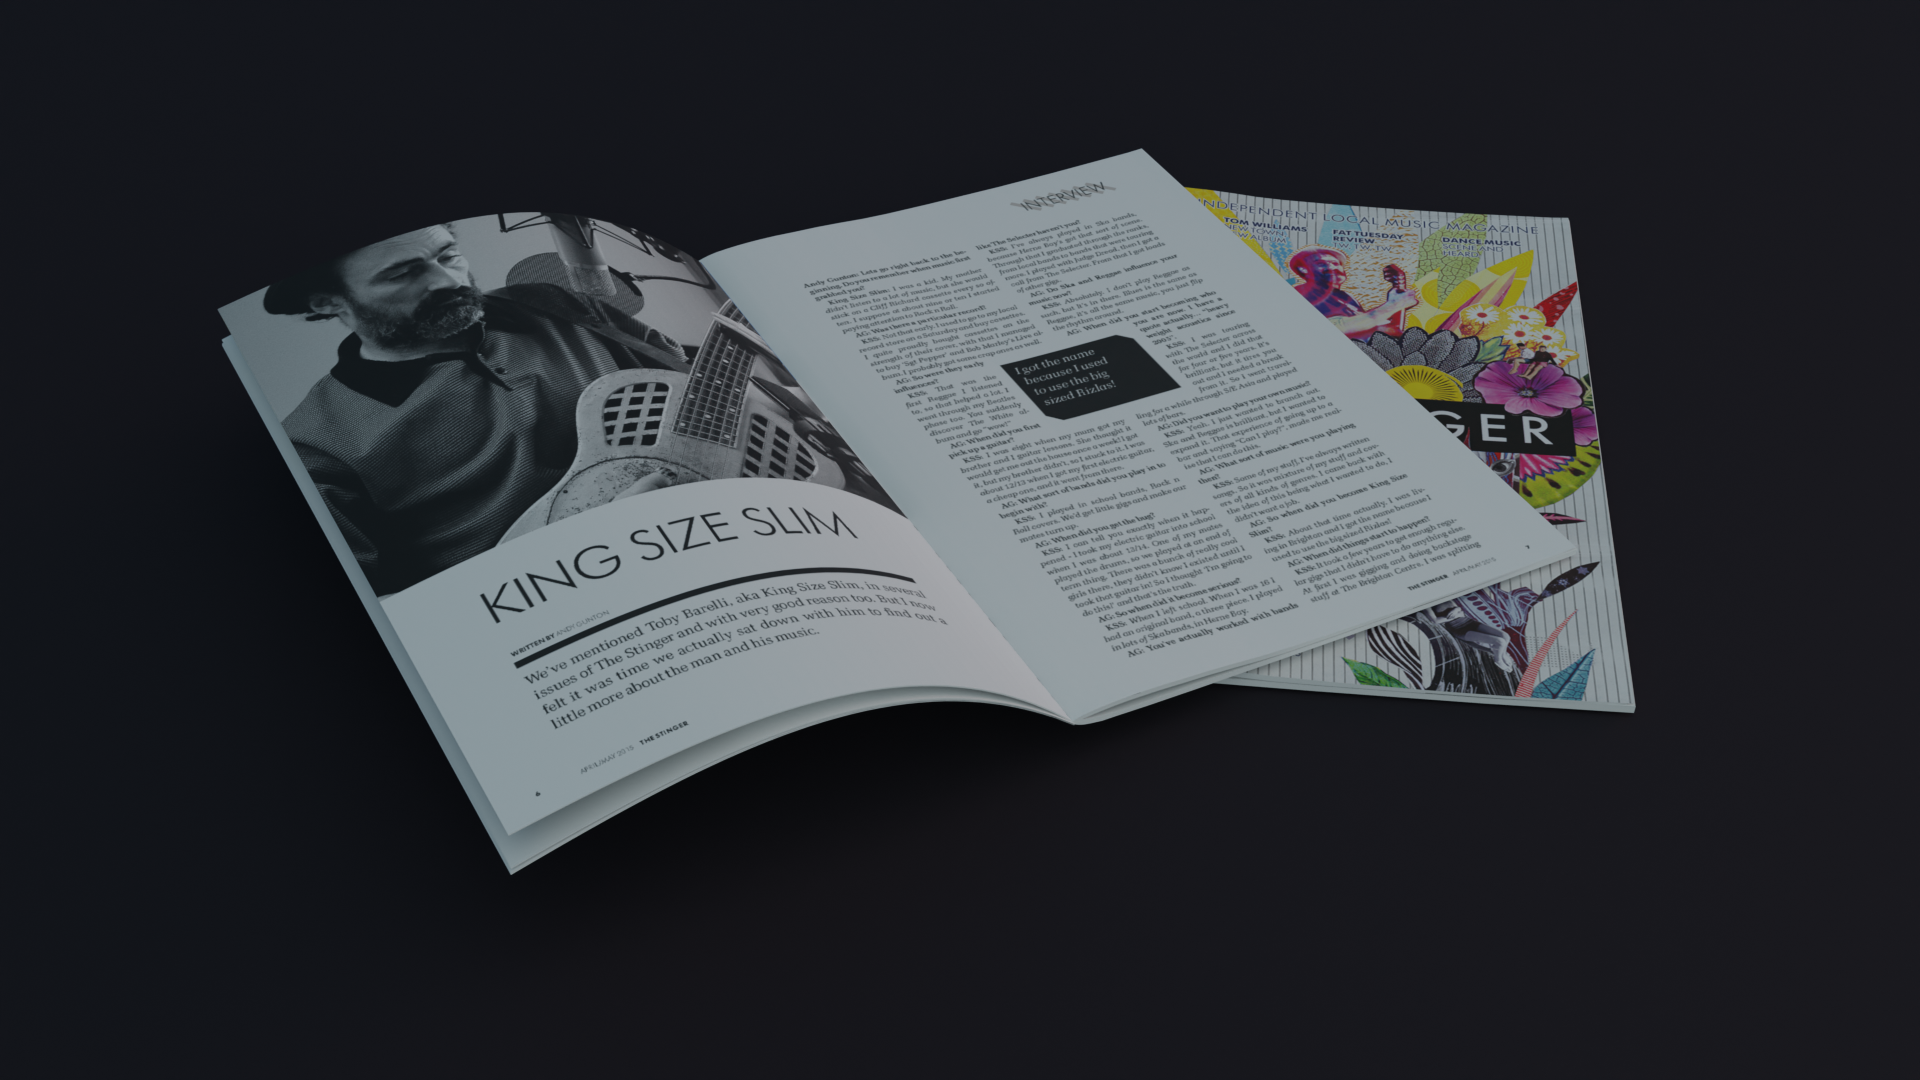 KING SIZE SLIM
WRITTEN BY ANDY GUNTON
We've mentioned Toby Barelli, aka King Size Slim, in several
issues of The Stinger and with very good reason too. But I now
felt it was time we actually sat down with him to find out a
little more about the man and his music.
APRIL/MAY 2015 THE STINGER
6
INTERVIEW
Andy Gunton: Lets go right back to the be-
ginning. Do you remember when music first
grabbed you?
King Size Slim: I was a kid. My mother
didn't listen to a lot of music, but she would
stick on a Cliff Richard cassette every so of-
ten. I suppose at about nine or ten I started
paying attention to Rock n Roll.
AG: Was there a particular record?
KSS: Not that early. I used to go to my local
record store on a Saturday and buy cassettes.
I quite proudly bought cassettes on the
strength of their cover, with that I managed
to buy 'Sgt Pepper' and Bob Marley's Live al-
bum. I probably got some crap ones as well.
AG: So were they early
influences?
KSS: That was the
first Reggae I listened
to, so that helped a lot. I
went through my Beatles
phase too. You suddenly
discover The White al-
bum and go "wow!"
AG: When did you first
pick up a guitar?
KSS: I was eight when my mum got my
brother and I guitar lessons. She thought it
would get me out the house once a week! I got
it, but my brother didn't, so I stuck to it. I was
about 12/13 when I got my first electric guitar,
a cheap one, and it went from there.
AG: What sort of bands did you play in to
begin with?
KSS: I played in school bands, Rock n
Roll covers. We'd get little gigs and make our
mates turn up.
AG: When did you get the bug?
KSS: I can tell you exactly when it hap-
pened - I took my electric guitar into school
when I was about 13/14. One of my mates
played the drums, so we played at an end of
term thing. There was a bunch of really cool
girls there, they didn't know I existed until I
took that guitar in! So I thought "I'm going to
do this!" and that's the truth.
AG: So when did it become serious?
KSS: When I left school. When I was 16 I
had an original band, a three piece. I played
in lots of Ska bands, in Herne Bay.
AG: You've actually worked with bands
like The Selecter haven't you?
KSS: I've always played in Ska bands,
because Herne Bay's got that sort of scene.
Through that I got booked through the ranks,
from local bands to bands that were touring
more. I played with Judge Dread, then I got a
call from The Selecter. From that I got loads
of other gigs.
AG: Do Ska and Reggae influence your
music now?
KSS: Absolutely. I don't play Reggae as
such, but it's in there. Blues is the same as
Reggae, it's all the same music, you just flip
the rhythm around.
AG: When did you start becoming who
you are now, I have a
quote actually - "heavy
weight acoustics since
2001".
KSS: I was touring
with The Selecter across
the world and I did that
for four or five years. It's
brilliant, but it tires you
out and I needed a break
from it. So I went travel-
ling for a while through S/E Asia and played
lots of bars.
AG: Did you want to play your own music?
KSS: Yeah. I just wanted to branch out.
Ska and Reggae is brilliant, but I wanted to
expand it. That experience of going up to a
bar and saying "Can I play?", made me real-
ise that I can do this.
AG: What sort of music were you playing
then?
KSS: Some of my stuff, I've always written
songs. So it was mixture of my stuff and cov-
ers of all kinds of genres. I came back with
the idea of this being what I wanted to do, I
didn't want a job.
AG: So when did you become King Size
Slim?
KSS: About that time actually. I was liv-
ing in Brighton and I got the name because I
used to use the big sized Rizlas!
AG: When did things start to happen?
KSS: It took a few years to get enough regu-
lar gigs that I didn't have to do anything else.
At first I was gigging and doing backstage
stuff at The Brighton Centre. I was splitting
I got the name
because I used
to use the big
sized Rizlas!
THE STINGER APRIL/MAY 2015
7
INDEPENDENT LOCAL MUSIC MAGAZINE
TOM WILLIAMS
NEW TOWN
ALBUM
FAT TUESDAY
REVIEW
TW, TW, TW
DANCE MUSIC
SCENE AND
HEARD
GER